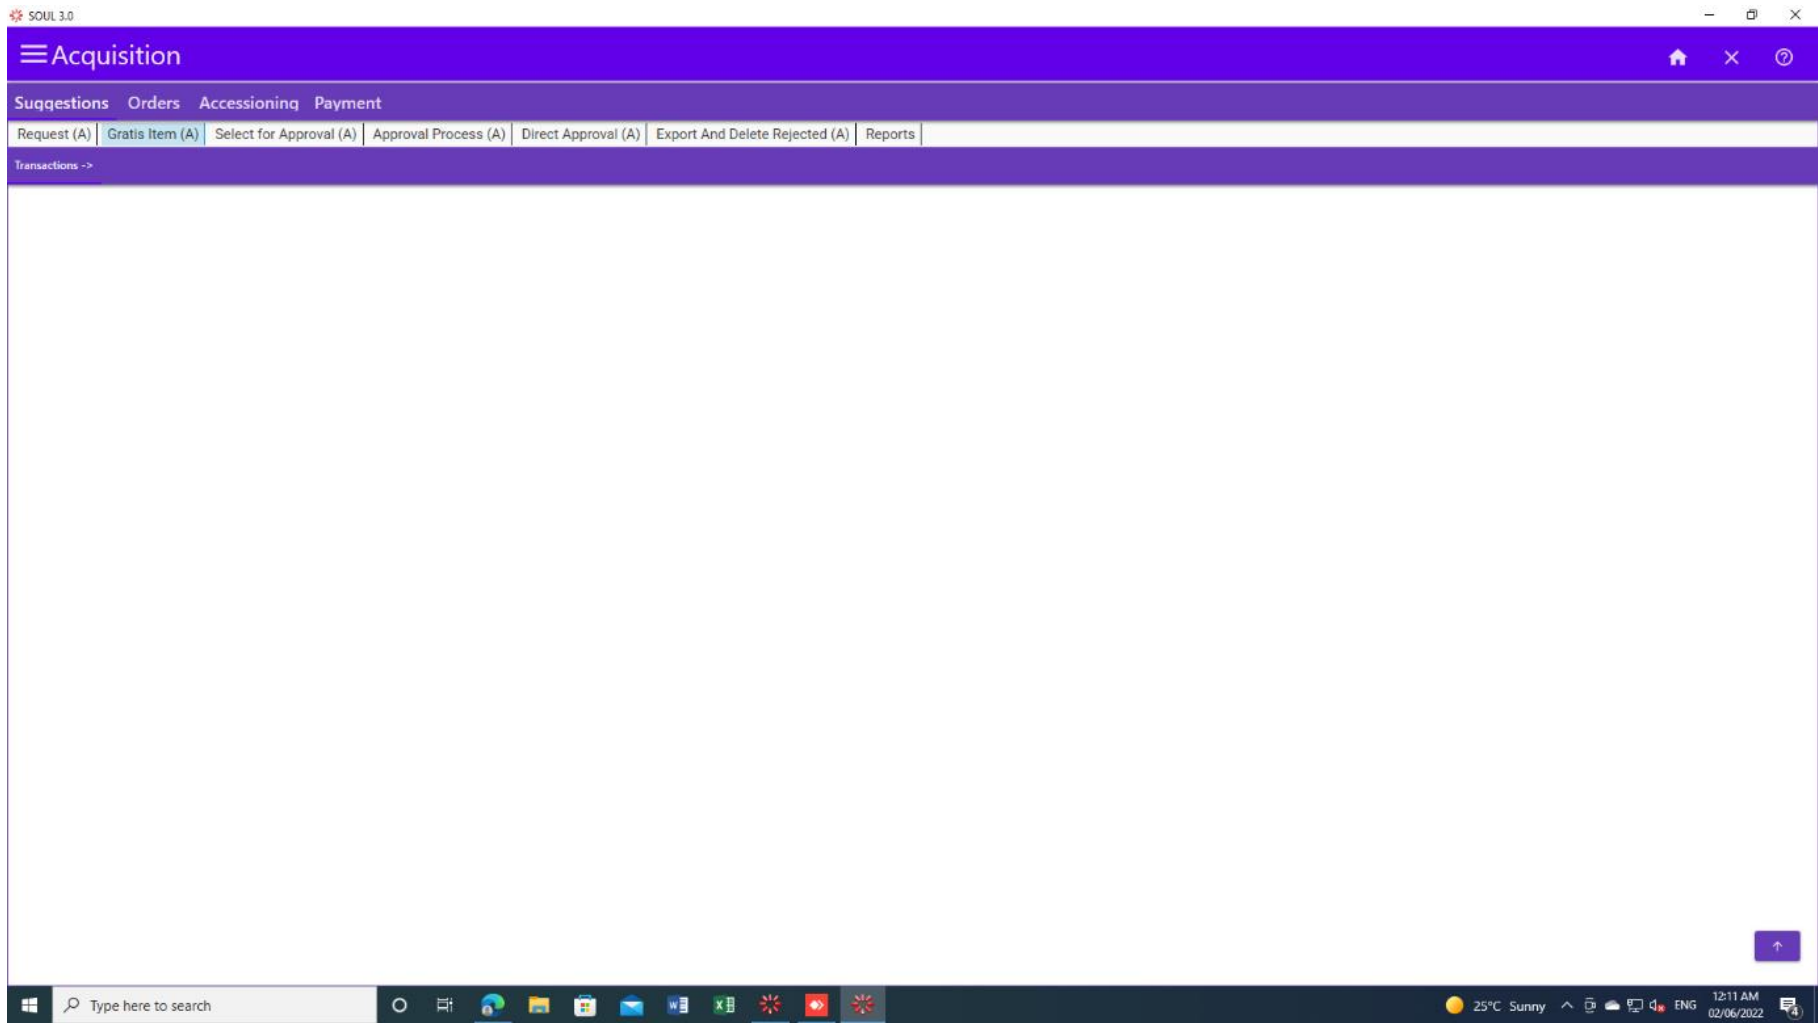 SOUL 3.0
Acquisition
Suggestions Orders Accessioning Payment
Request (A) Gratis Item (A) Select for Approval (A) Approval Process (A) Direct Approval (A) Export And Delete Rejected (A) Reports
Transactions ->
Type here to search
25°C Sunny ENG 12:11 AM
02/06/2022
4